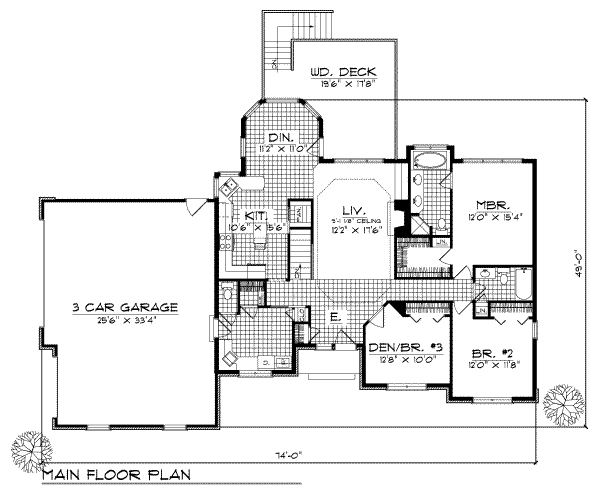 WD. DECK
19'6" X 17'8"
DIN.
11'2" X 11'0"
MBR.
12'0" X 15'4"
KIT.
10'6" X 15'6"
PAN.
LIV.
9'-1 1/8" CEILING
12'2" X 17'6"
LIN.
DN
3 CAR GARAGE
25'6" X 33'4"
E.
LIN.
DEN/BR. #3
12'8" X 10'0"
BR. #2
12'0" X 11'8"
49'-0"
74'-0"
MAIN FLOOR PLAN